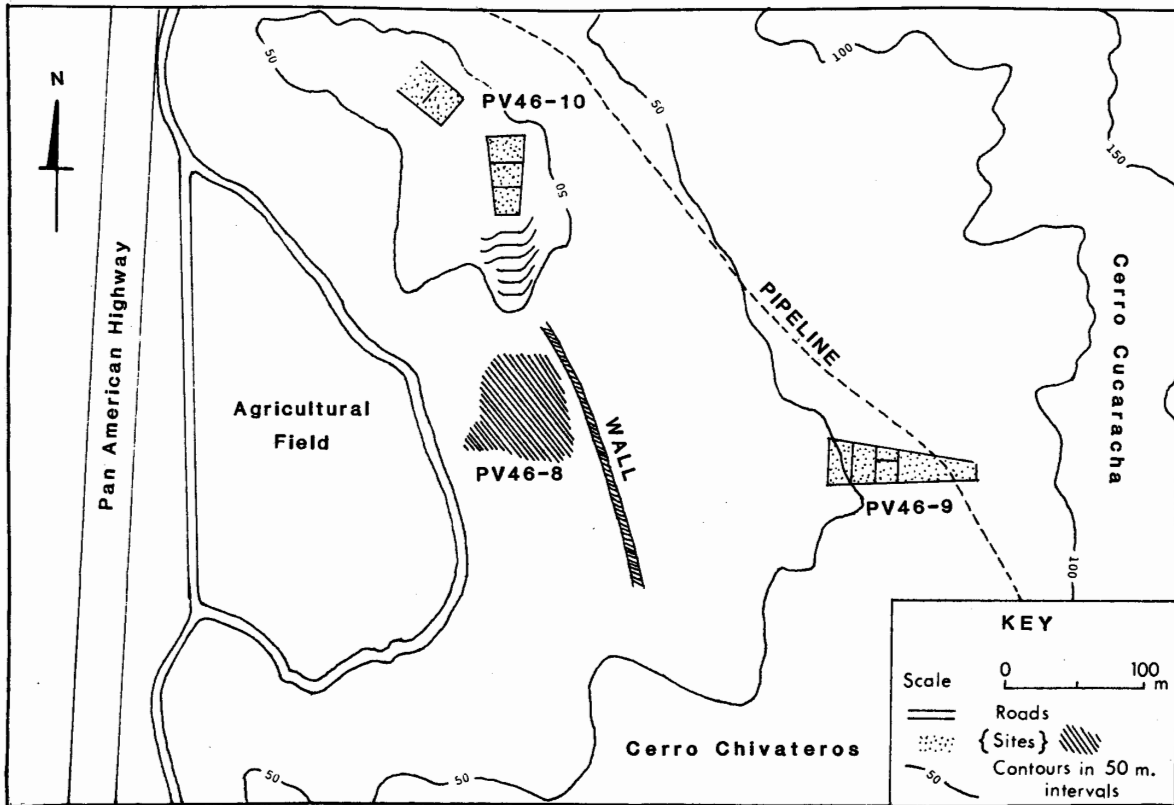 50
100
N
PV46-10
50
150
50
Pan American Highway
PIPELINE
Cerro Cucaracha
Agricultural
Field
WALL
PV46-8
PV46-9
100
KEY
0 100
Scale m
Roads
{Sites}
50 Contours in 50 m.
intervals
Cerro Chivateros
50
50